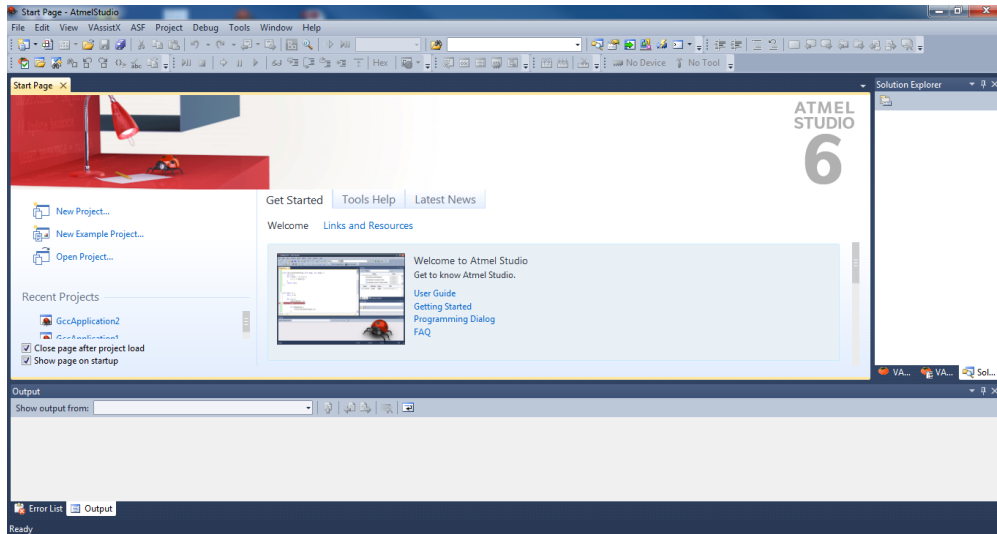 Start Page - AtmelStudio
File Edit View VAssistX ASF Project Debug Tools Window Help
Hex
No Device No Tool
Start Page
Solution Explorer
ATMEL
STUDIO
6
New Project...
New Example Project...
Open Project...
Recent Projects
GccApplication2
GccApplication1
Close page after project load
Show page on startup
Get Started Tools Help Latest News
Welcome Links and Resources
Welcome to Atmel Studio
Get to know Atmel Studio.
User Guide
Getting Started
Programming Dialog
FAQ
VA... VA... Sol...
Output
Show output from:
Error List Output
Ready